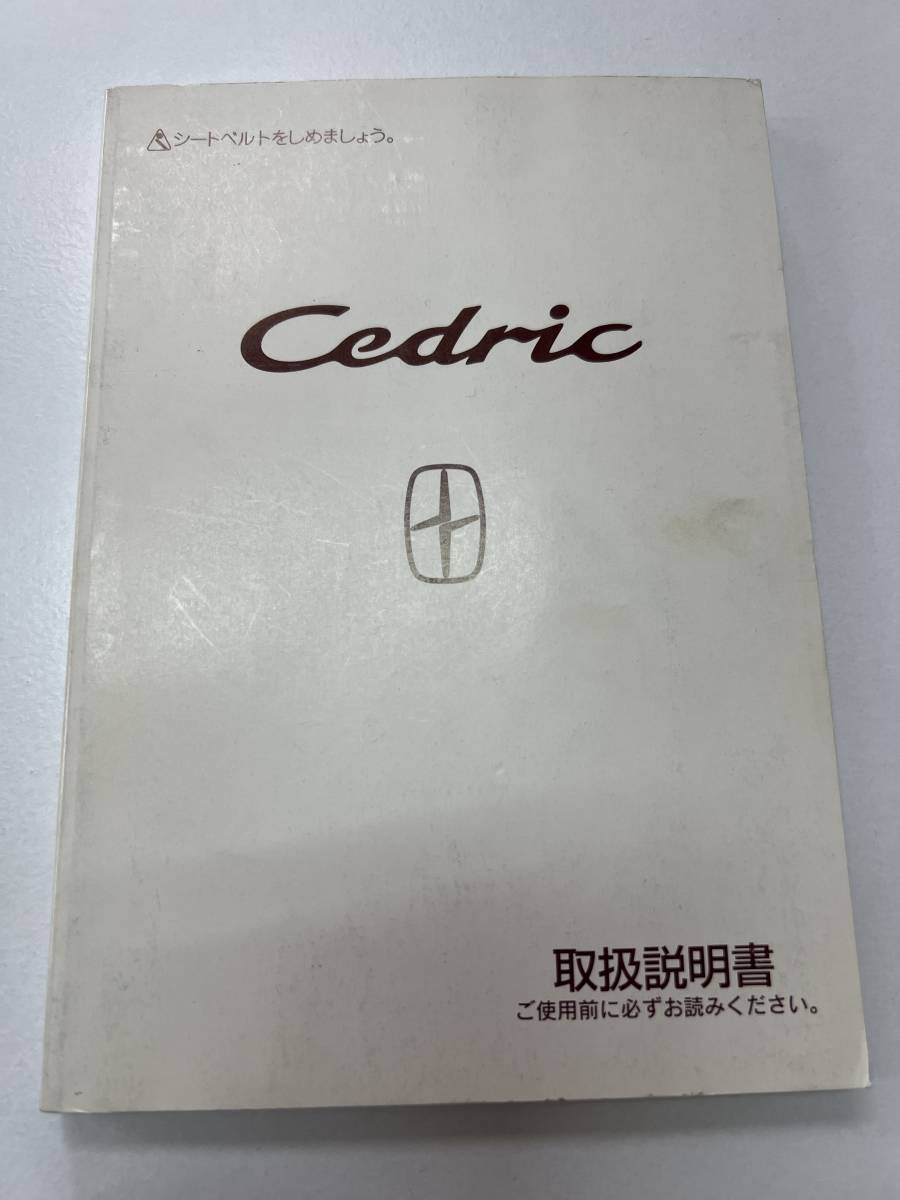 シートベルトをしめましょう。
Cedric
取扱説明書
ご使用前に必ずお読みください。